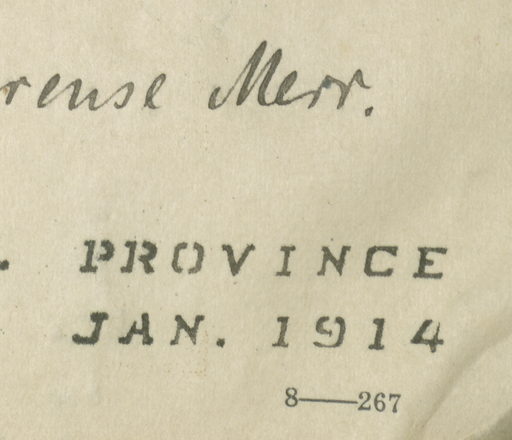 rense Merr.
. PROVINCE
JAN. 1914
8——267